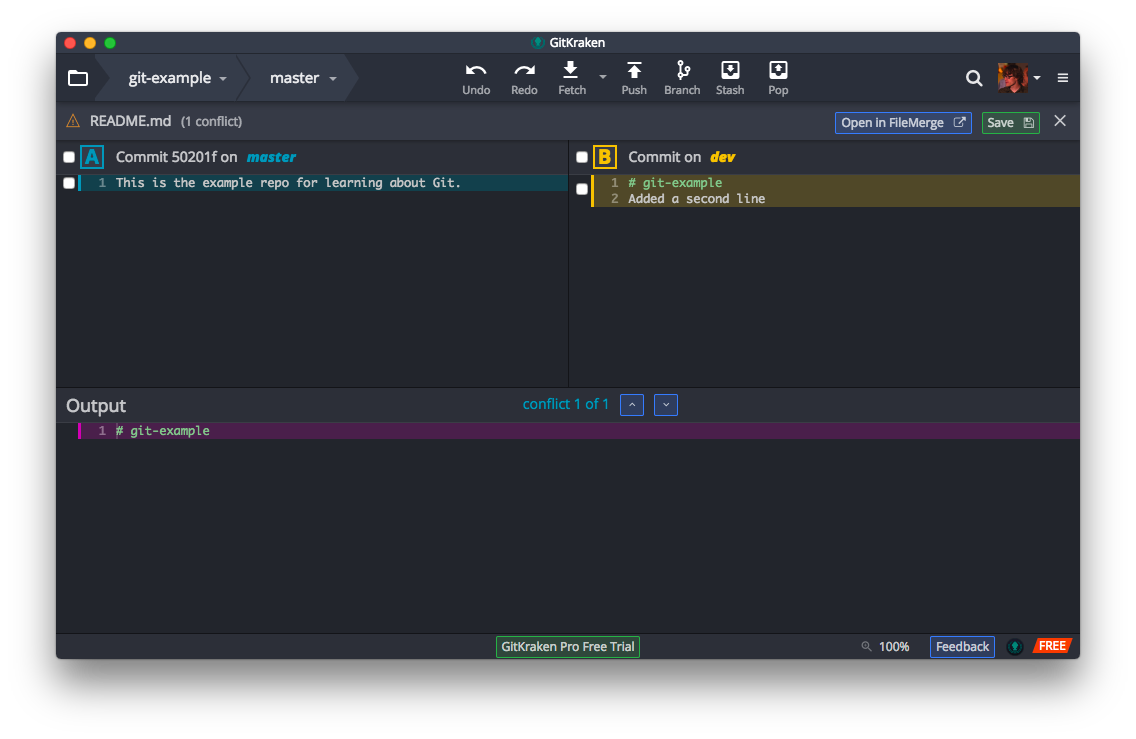 GitKraken
git-example
master
Undo
Redo
Fetch
Push
Branch
Stash
Pop
README.md (1 conflict)
Open in FileMerge
Save
A Commit 50201f on master
B Commit on dev
1 This is the example repo for learning about Git.
1 # git-example
2 Added a second line
Output
conflict 1 of 1
1 # git-example
GitKraken Pro Free Trial
100%
Feedback
FREE